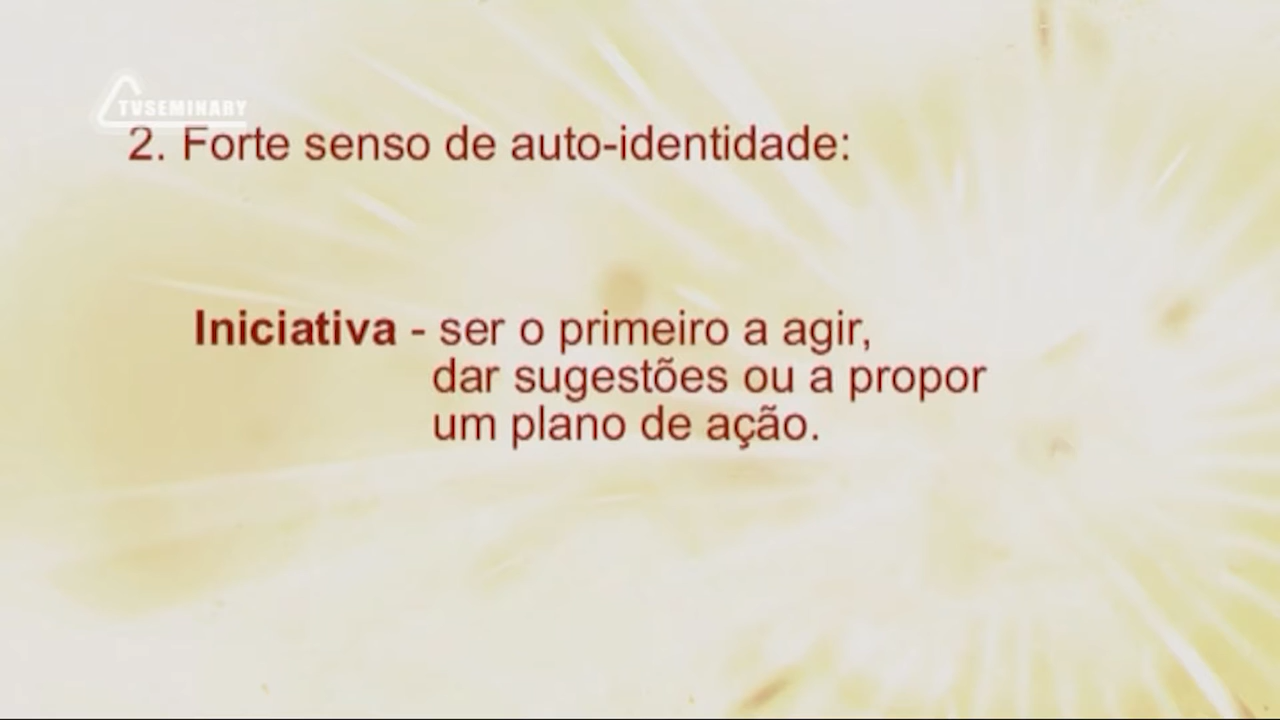 TVSEMINARY
2. Forte senso de auto-identidade:
Iniciativa - ser o primeiro a agir,
dar sugestões ou a propor
um plano de ação.